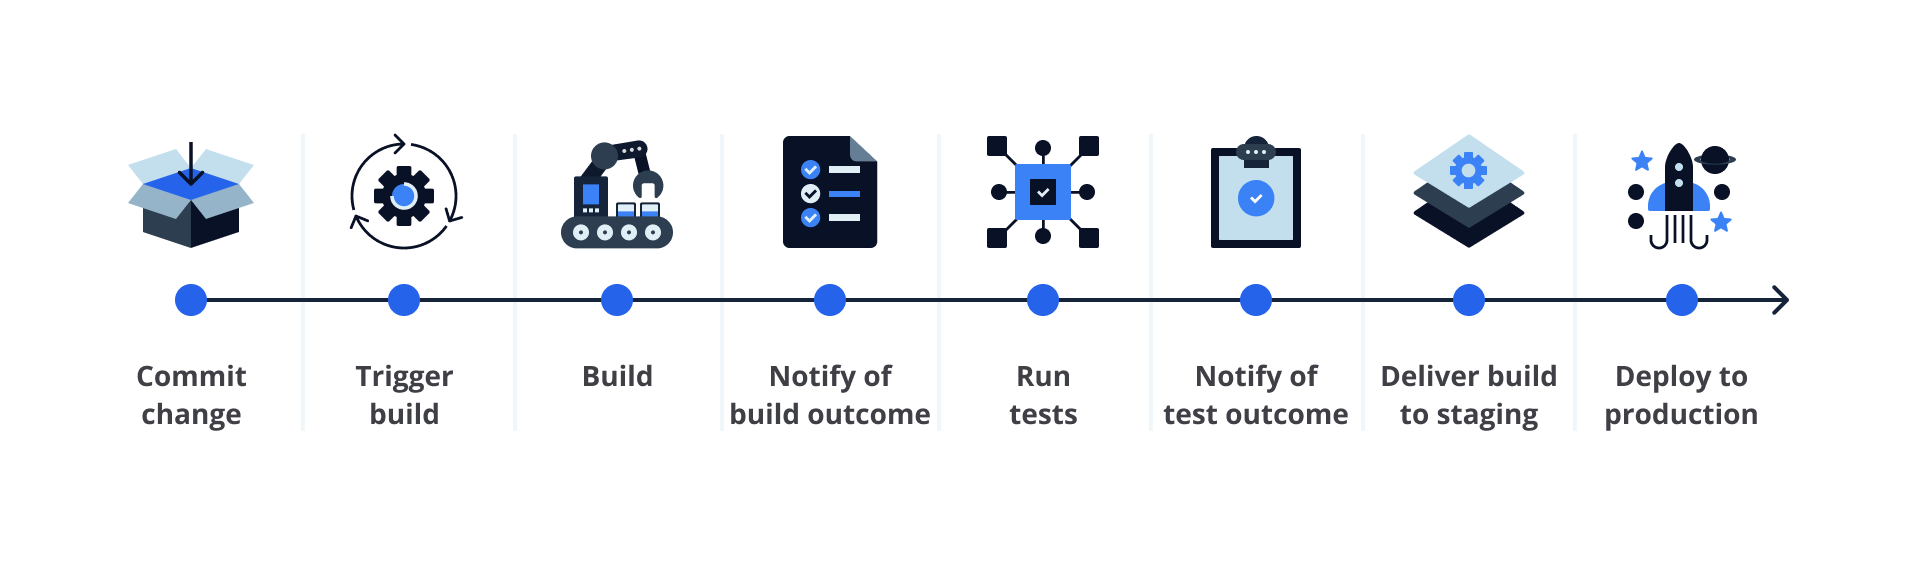 Commit
change
Trigger
build
Build
Notify of
build outcome
Run
tests
Notify of
test outcome
Deliver build
to staging
Deploy to
production